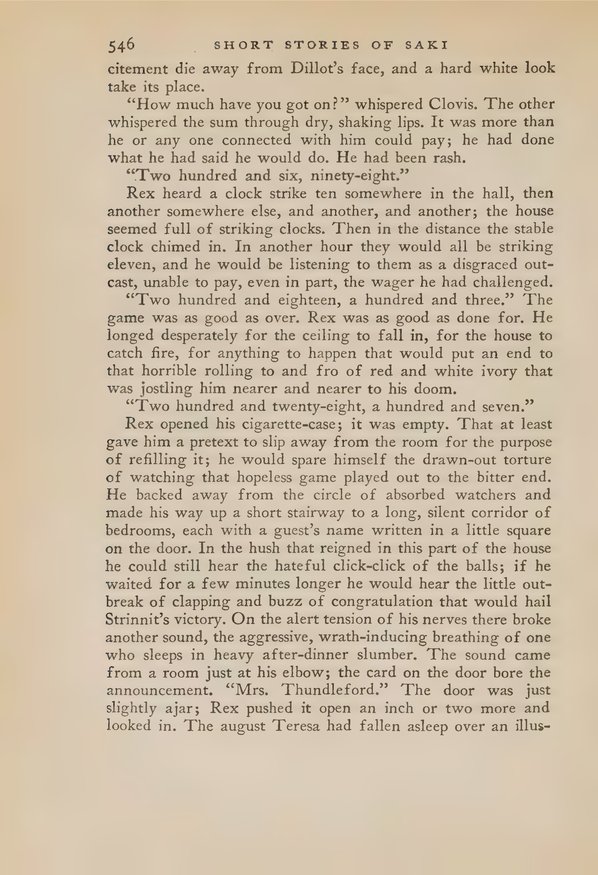 546 SHORT STORIES OF SAKI
citement die away from Dillot's face, and a hard white look
take its place.
"How much have you got on?" whispered Clovis. The other
whispered the sum through dry, shaking lips. It was more than
he or any one connected with him could pay; he had done
what he had said he would do. He had been rash.
"Two hundred and six, ninety-eight."
Rex heard a clock strike ten somewhere in the hall, then
another somewhere else, and another, and another; the house
seemed full of striking clocks. Then in the distance the stable
clock chimed in. In another hour they would all be striking
eleven, and he would be listening to them as a disgraced out-
cast, unable to pay, even in part, the wager he had challenged.
"Two hundred and eighteen, a hundred and three." The
game was as good as over. Rex was as good as done for. He
longed desperately for the ceiling to fall in, for the house to
catch fire, for anything to happen that would put an end to
that horrible rolling to and fro of red and white ivory that
was jostling him nearer and nearer to his doom.
"Two hundred and twenty-eight, a hundred and seven."
Rex opened his cigarette-case; it was empty. That at least
gave him a pretext to slip away from the room for the purpose
of refilling it; he would spare himself the drawn-out torture
of watching that hopeless game played out to the bitter end.
He backed away from the circle of absorbed watchers and
made his way up a short stairway to a long, silent corridor of
bedrooms, each with a guest's name written in a little square
on the door. In the hush that reigned in this part of the house
he could still hear the hateful click-click of the balls; if he
waited for a few minutes longer he would hear the little out-
break of clapping and buzz of congratulation that would hail
Strinnit's victory. On the alert tension of his nerves there broke
another sound, the aggressive, wrath-inducing breathing of one
who sleeps in heavy after-dinner slumber. The sound came
from a room just at his elbow; the card on the door bore the
announcement. "Mrs. Thundleford." The door was just
slightly ajar; Rex pushed it open an inch or two more and
looked in. The august Teresa had fallen asleep over an illus-